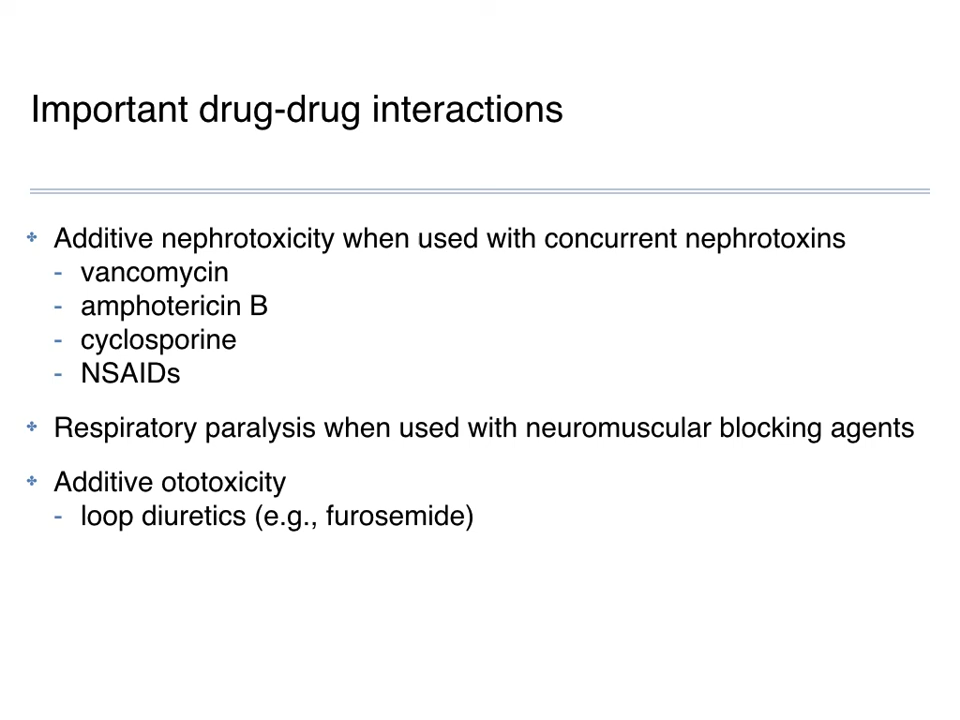 Important drug-drug interactions
✤ Additive nephrotoxicity when used with concurrent nephrotoxins
- vancomycin
- amphotericin B
- cyclosporine
- NSAIDs
✤ Respiratory paralysis when used with neuromuscular blocking agents
✤ Additive ototoxicity
- loop diuretics (e.g., furosemide)